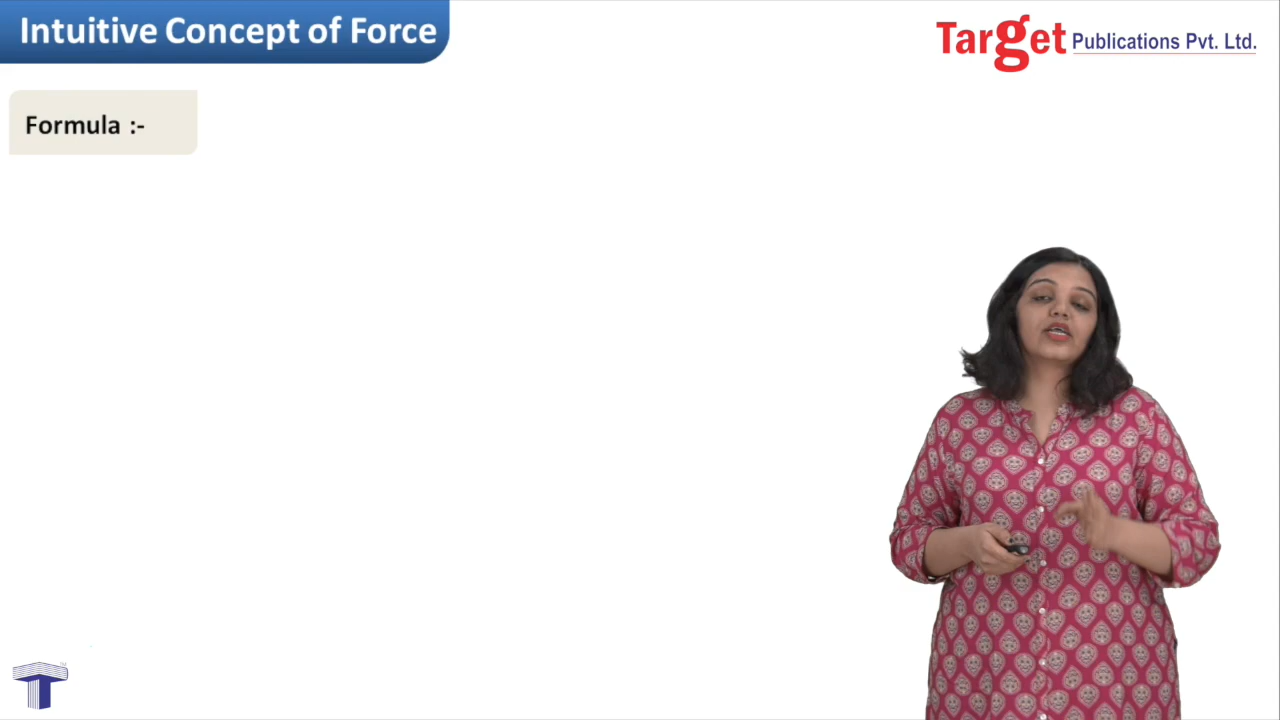 Intuitive Concept of Force
Target Publications Pvt. Ltd.
Formula :-